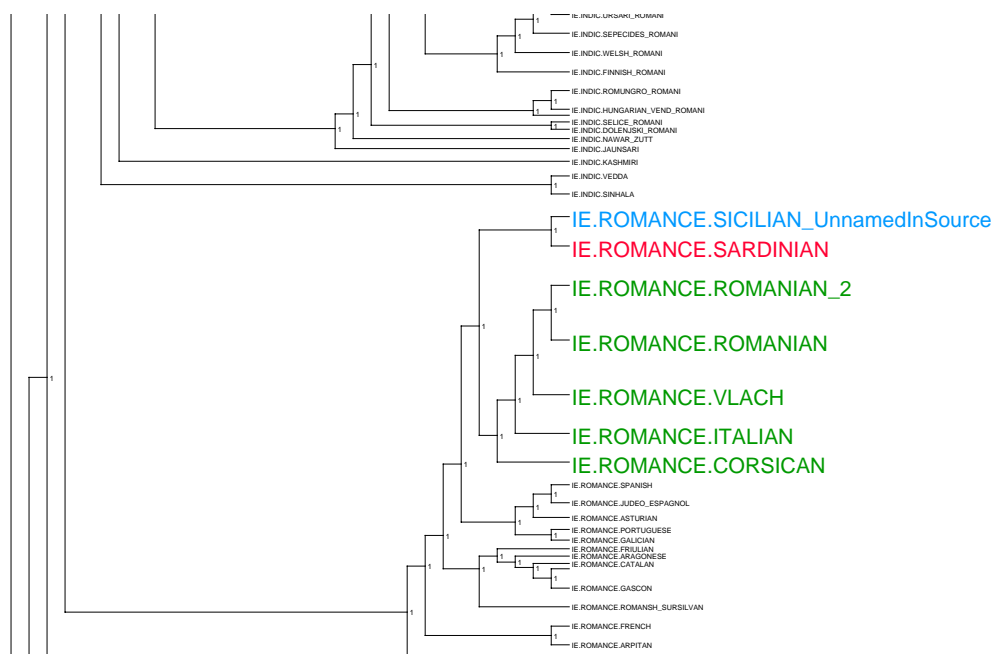 IE.INDIC.URSARI_ROMANI
IE.INDIC.SEPECIDES_ROMANI
IE.INDIC.WELSH_ROMANI
IE.INDIC.FINNISH_ROMANI
IE.INDIC.ROMUNGRO_ROMANI
IE.INDIC.HUNGARIAN_VEND_ROMANI
IE.INDIC.SELICE_ROMANI
IE.INDIC.DOLENJSKI_ROMANI
IE.INDIC.NAWAR_ZUTT
IE.INDIC.JAUNSARI
IE.INDIC.KASHMIRI
IE.INDIC.VEDDA
IE.INDIC.SINHALA
IE.ROMANCE.SICILIAN_UnnamedInSource
IE.ROMANCE.SARDINIAN
IE.ROMANCE.ROMANIAN_2
IE.ROMANCE.ROMANIAN
IE.ROMANCE.VLACH
IE.ROMANCE.ITALIAN
IE.ROMANCE.CORSICAN
IE.ROMANCE.SPANISH
IE.ROMANCE.JUDEO_ESPAGNOL
IE.ROMANCE.ASTURIAN
IE.ROMANCE.PORTUGUESE
IE.ROMANCE.GALICIAN
IE.ROMANCE.FRIULIAN
IE.ROMANCE.ARAGONESE
IE.ROMANCE.CATALAN
IE.ROMANCE.GASCON
IE.ROMANCE.ROMANSH_SURSILVAN
IE.ROMANCE.FRENCH
IE.ROMANCE.ARPITAN